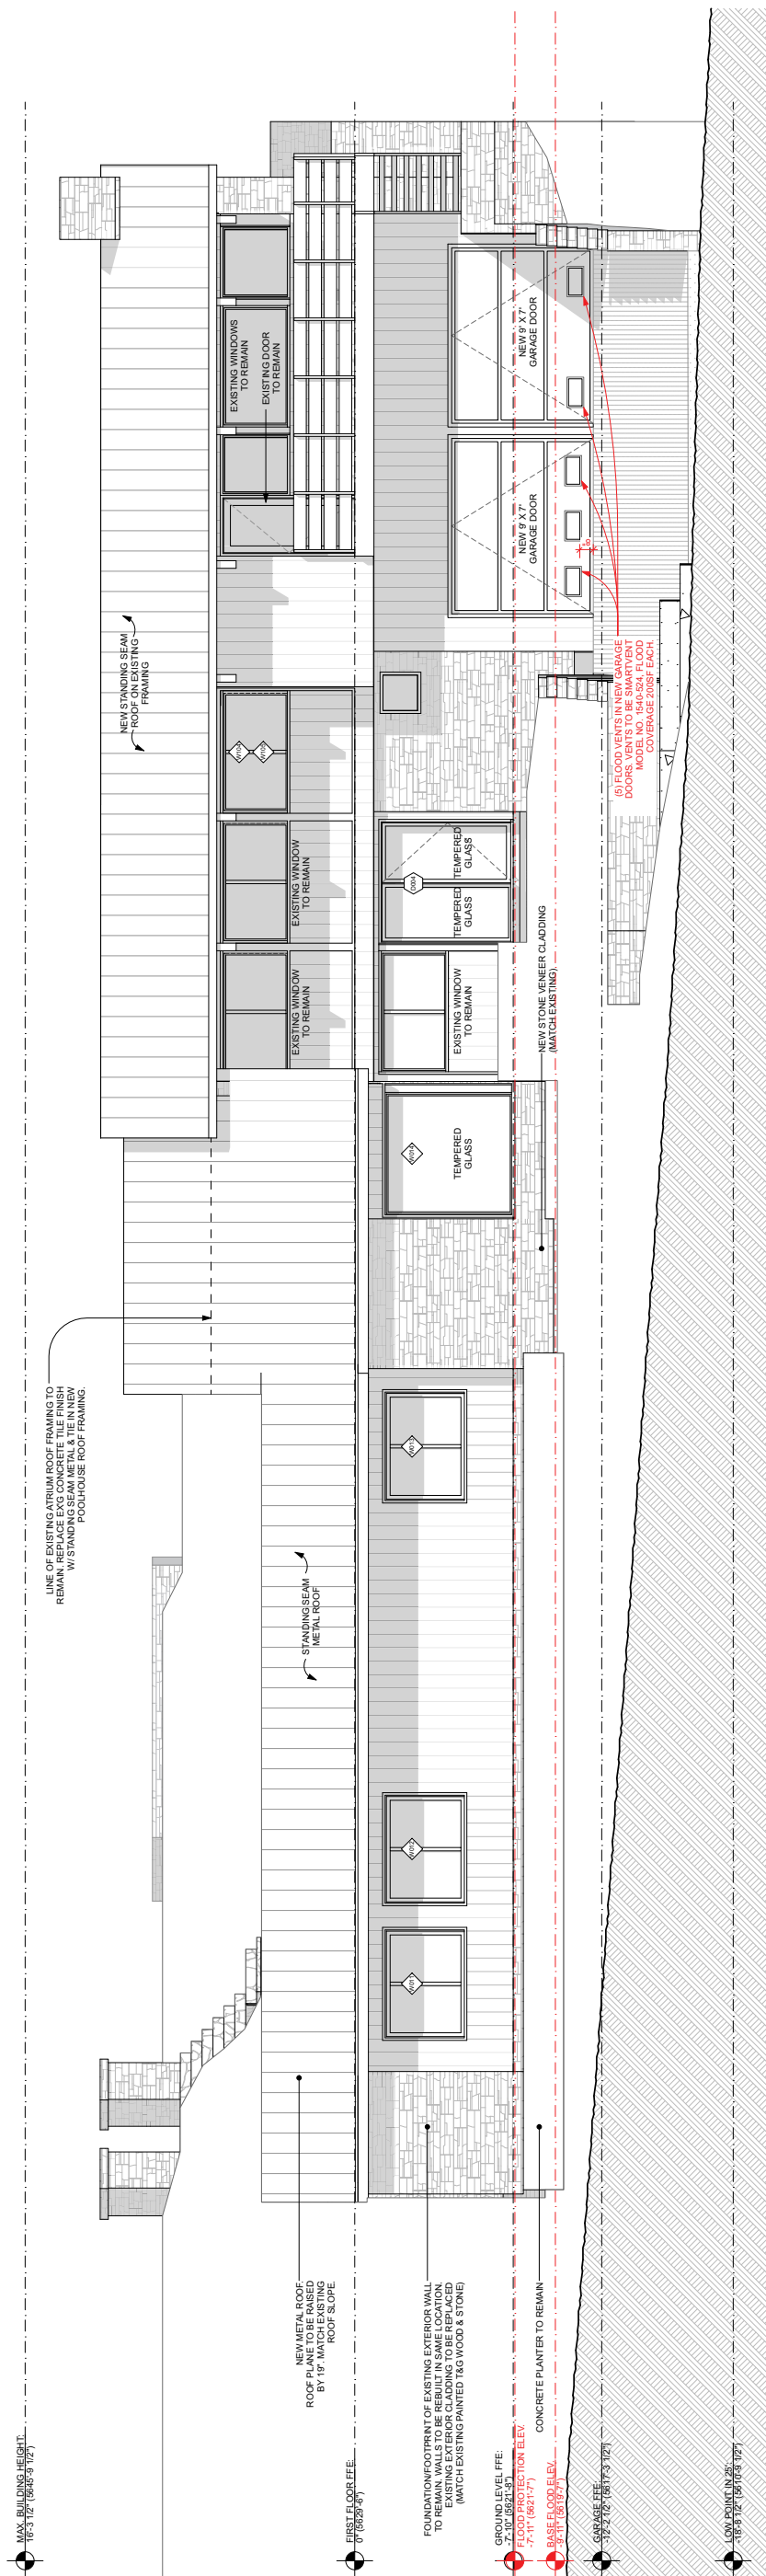 MAX. BUILDING HEIGHT:
16'-3 1/2" (5645'-9 1/2")
FIRST FLOOR FFE:
0" (5629'-6")
GROUND LEVEL FFE:
-7'-10" (5621'-8")
FLOOD PROTECTION ELEV.
-7'-11" (5621'-7")
BASE FLOOD ELEV.
-9'-11" (5619'-7")
GARAGE FFE:
-12'-2 1/2" (5617'-3 1/2")
LOW POINT IN 25':
-18'-8 1/2" (5610'-9 1/2")
NEW METAL ROOF.
ROOF PLANE TO BE RAISED
BY 19". MATCH EXISTING
ROOF SLOPE.
FOUNDATION/FOOTPRINT OF EXISTING EXTERIOR WALL
TO REMAIN. WALLS TO BE REBUILT IN SAME LOCATION.
EXISTING EXTERIOR CLADDING TO BE REPLACED
(MATCH EXISTING PAINTED T&G WOOD & STONE)
CONCRETE PLANTER TO REMAIN
W011
W012
STANDING SEAM
METAL ROOF
W013
LINE OF EXISTING ATRIUM ROOF FRAMING TO
REMAIN. REPLACE EXG CONCRETE TILE FINISH
W/ STANDING SEAM METAL & TIE IN NEW
POOLHOUSE ROOF FRAMING.
W014
TEMPERED
GLASS
NEW STONE VENEER CLADDING
(MATCH EXISTING)
EXISTING WINDOW
TO REMAIN
EXISTING WINDOW
TO REMAIN
EXISTING WINDOW
TO REMAIN
D004
TEMPERED
GLASS
TEMPERED
GLASS
W104
W105
NEW STANDING SEAM
ROOF ON EXISTING
FRAMING
EXISTING WINDOWS
TO REMAIN
EXISTING DOOR
TO REMAIN
NEW 9' X 7'
GARAGE DOOR
NEW 9' X 7'
GARAGE DOOR
(5) FLOOD VENTS IN NEW GARAGE
DOORS. VENTS TO BE SMARTVENT
MODEL NO. 1540-524. FLOOD
COVERAGE 200SF EACH.